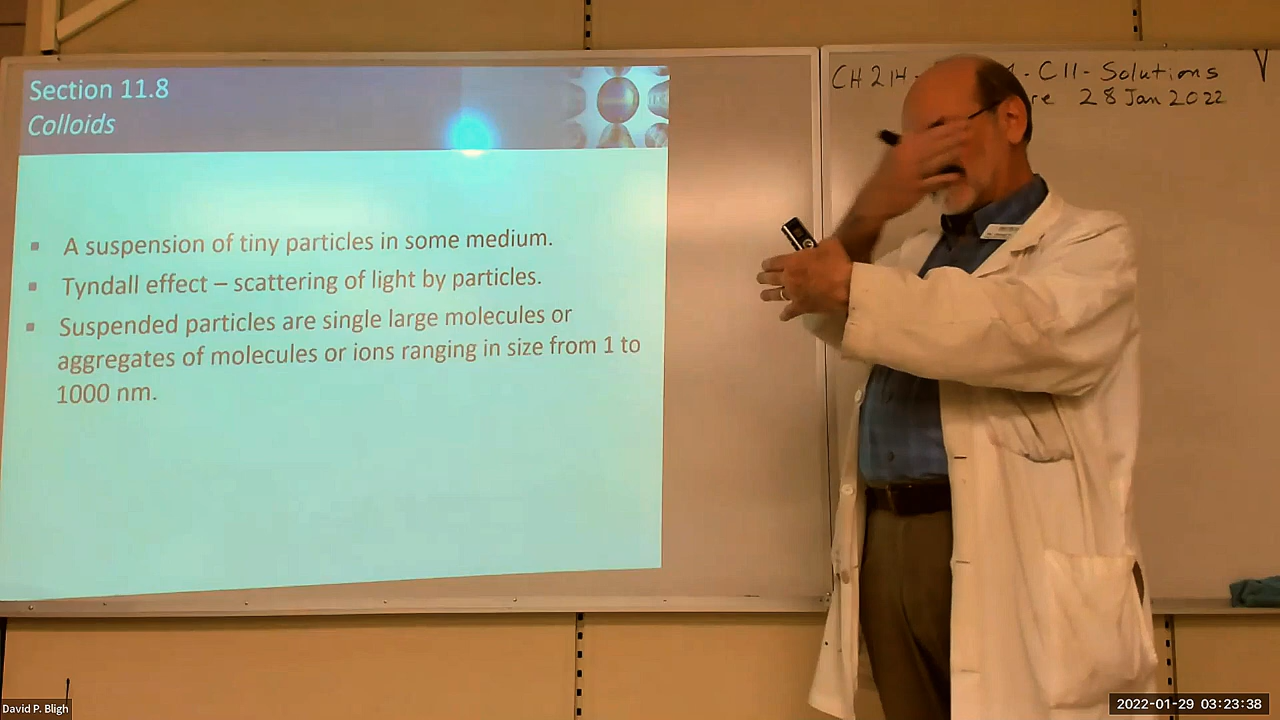 Section 11.8
Colloids
▪ A suspension of tiny particles in some medium.
▪ Tyndall effect – scattering of light by particles.
▪ Suspended particles are single large molecules or
aggregates of molecules or ions ranging in size from 1 to
1000 nm.
CH 214- - C11- Solutions
28 Jan 2022
David P. Bligh
2022-01-29 03:23:38